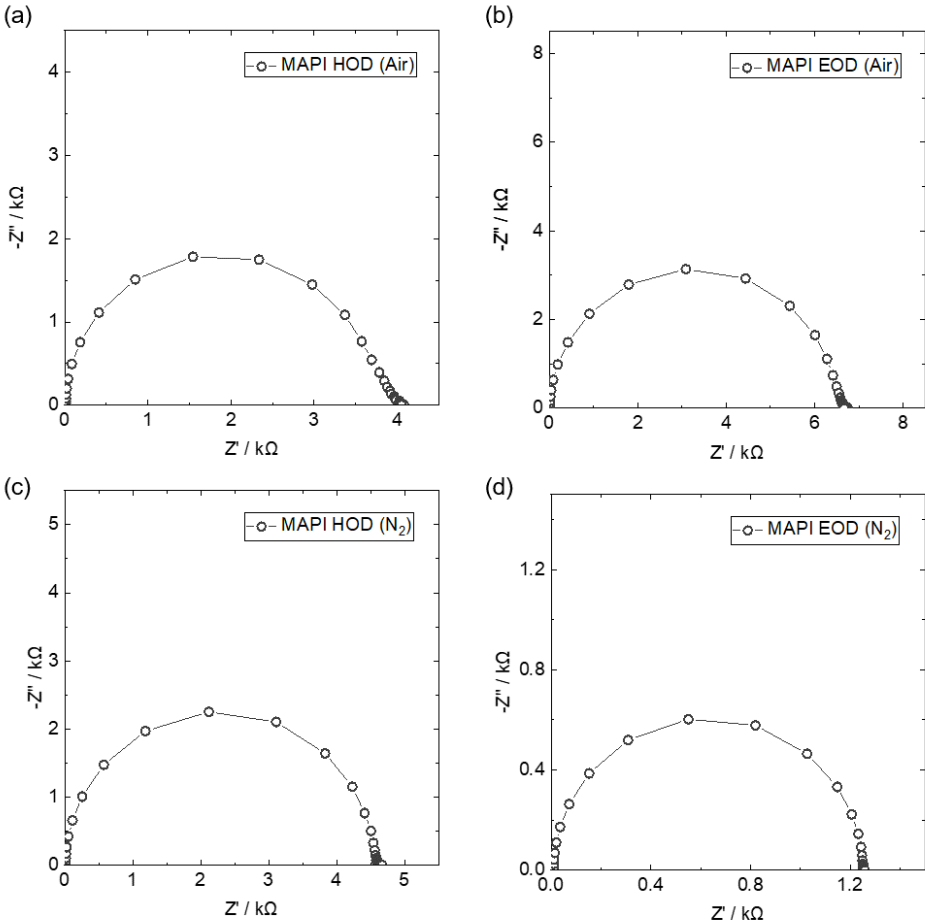 (a)
MAPI HOD (Air)
4
3
2
1
0
-Z'' / kΩ
0 1 2 3 4
Z' / kΩ
(b)
MAPI EOD (Air)
8
6
4
2
0
-Z'' / kΩ
0 2 4 6 8
Z' / kΩ
(c)
MAPI HOD (N₂)
5
4
3
2
1
0
-Z'' / kΩ
0 1 2 3 4 5
Z' / kΩ
(d)
MAPI EOD (N₂)
1.2
0.8
0.4
0.0
-Z'' / kΩ
0.0 0.4 0.8 1.2
Z' / kΩ